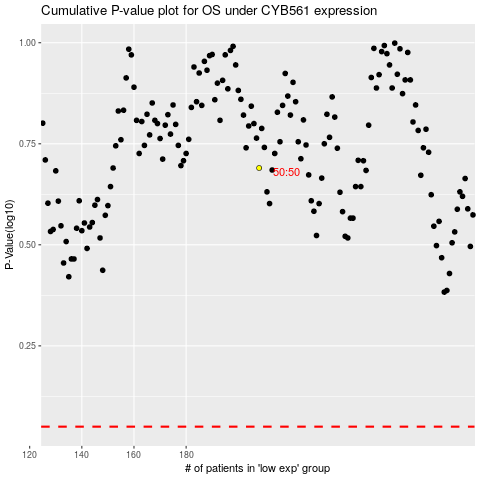 Cumulative P-value plot for OS under CYB561 expression
P-Value(log10)
1.00
0.75
0.50
0.25
50:50
120 140 160 180
# of patients in 'low exp' group